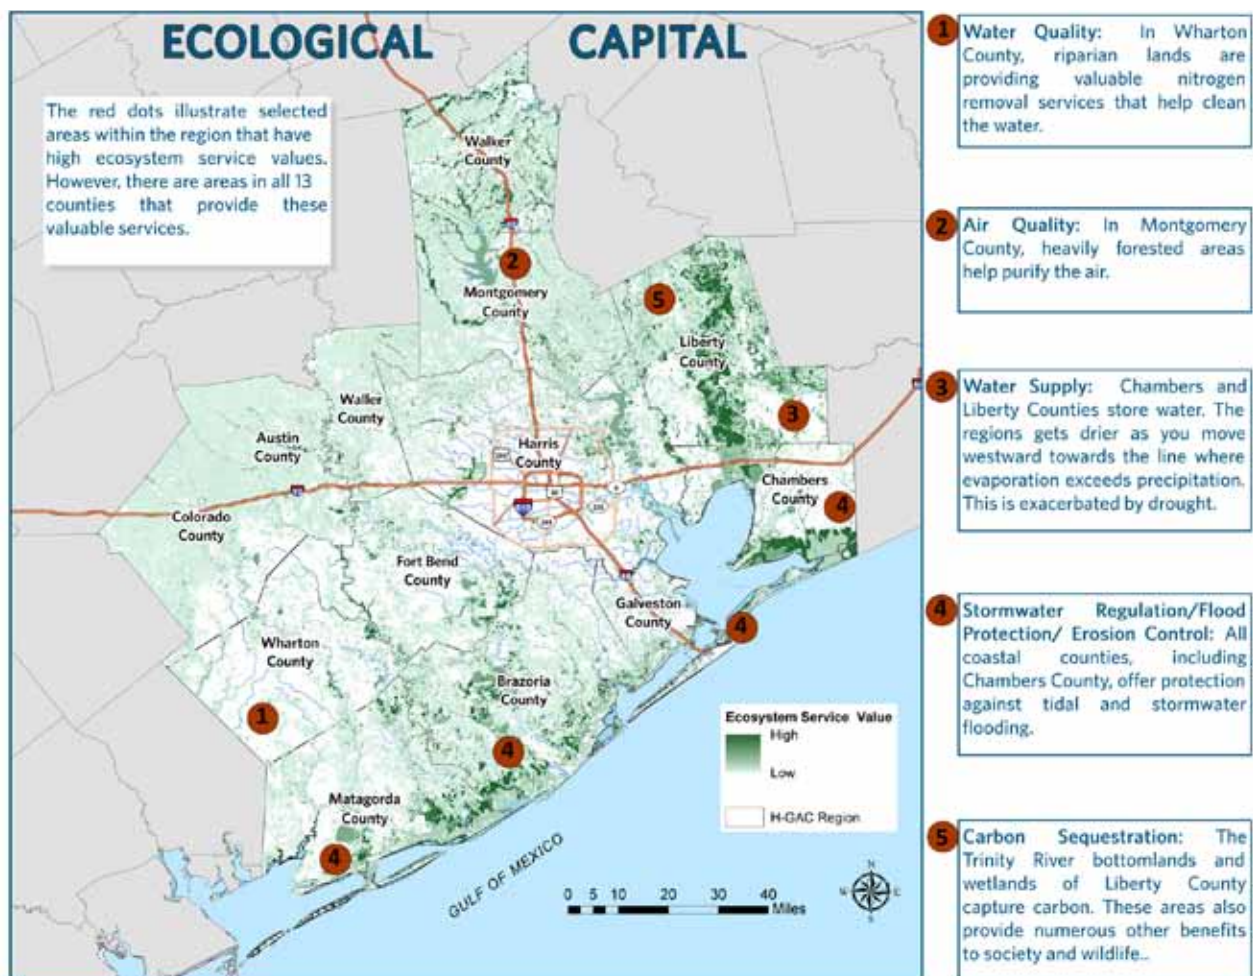 ECOLOGICAL CAPITAL
The red dots illustrate selected
areas within the region that have
high ecosystem service values.
However, there are areas in all 13
counties that provide these
valuable services.
Walker
County
2
Montgomery
County
5
Liberty
County
3
Waller
County
Austin
County
Harris
County
Chambers
County
4
Colorado
County
Fort Bend
County
Galveston
County
4
Wharton
County
1
Brazoria
County
4
Matagorda
County
4
GULF OF MEXICO
Ecosystem Service Value
High
Low
H-GAC Region
0 5 10 20 30 40
Miles
N
W E
S
1 Water Quality: In Wharton
County, riparian lands are
providing valuable nitrogen
removal services that help clean
the water.
2 Air Quality: In Montgomery
County, heavily forested areas
help purify the air.
3 Water Supply: Chambers and
Liberty Counties store water. The
regions gets drier as you move
westward towards the line where
evaporation exceeds precipitation.
This is exacerbated by drought.
4 Stormwater Regulation/Flood
Protection/ Erosion Control: All
coastal counties, including
Chambers County, offer protection
against tidal and stormwater
flooding.
5 Carbon Sequestration: The
Trinity River bottomlands and
wetlands of Liberty County
capture carbon. These areas also
provide numerous other benefits
to society and wildlife..